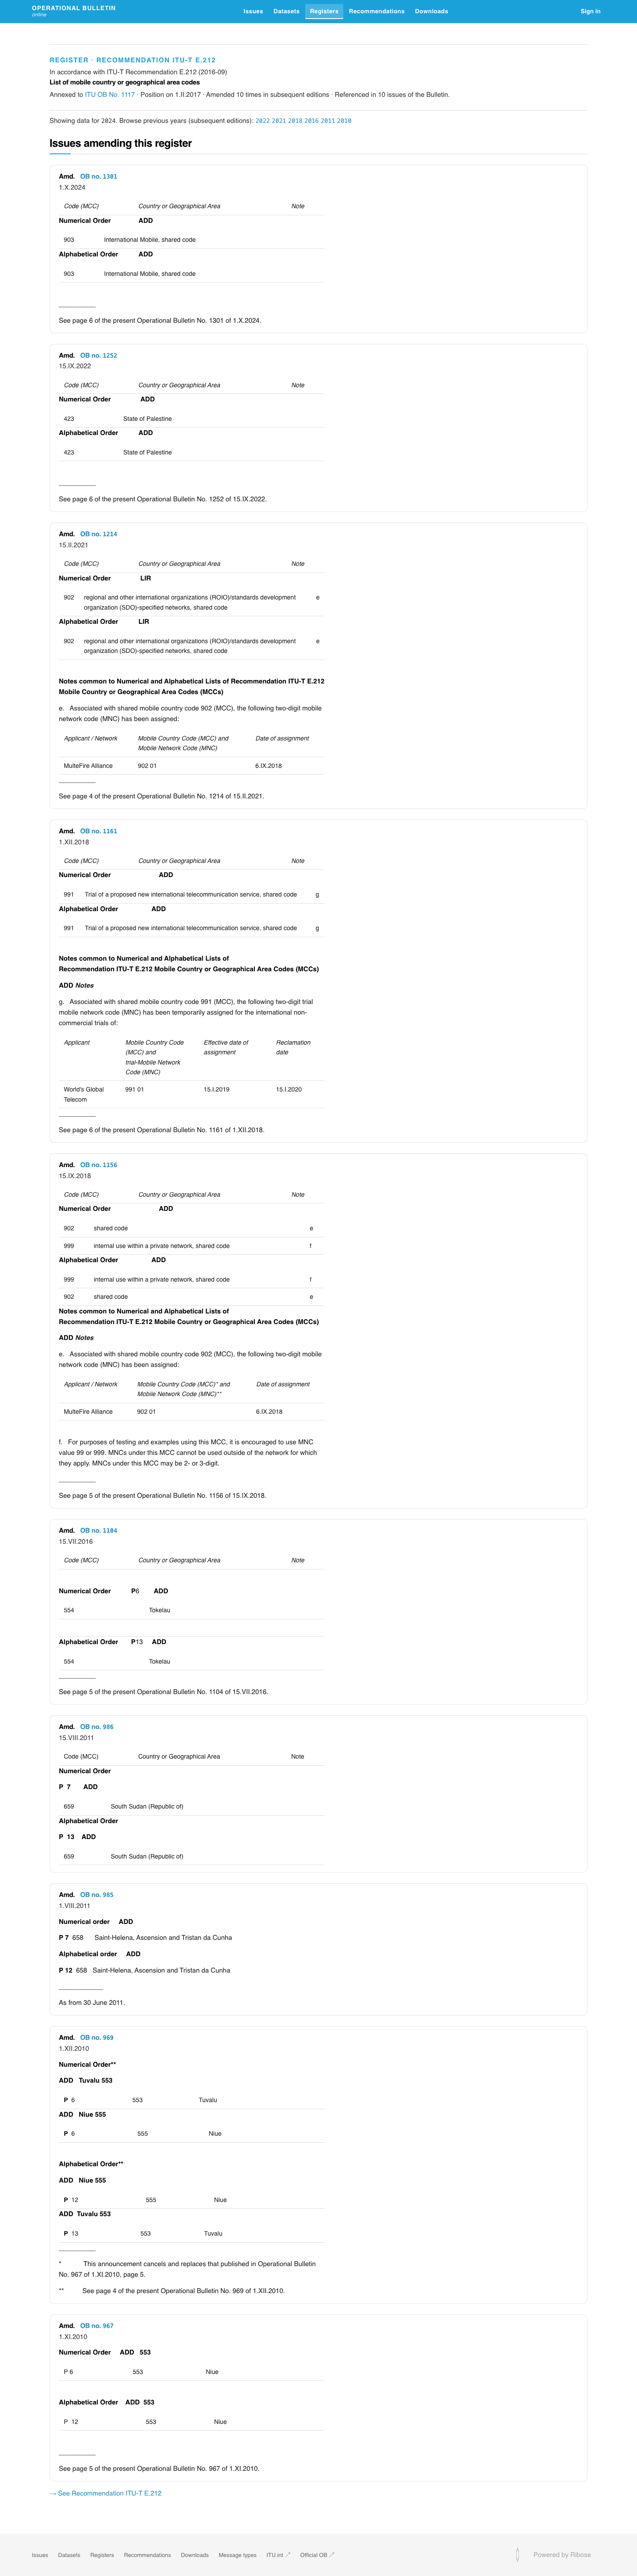 OPERATIONAL BULLETIN
online
Issues Datasets Registers Recommendations Downloads Sign in
REGISTER · RECOMMENDATION ITU-T E.212
In accordance with ITU-T Recommendation E.212 (2016-09)
List of mobile country or geographical area codes
Annexed to ITU OB No. 1117 · Position on 1.II.2017 · Amended 10 times in subsequent editions · Referenced in 10 issues of the Bulletin.
Showing data for 2024. Browse previous years (subsequent editions): 2022 2021 2018 2016 2011 2010
Issues amending this register
Amd. OB no. 1301
1.X.2024
Code (MCC) Country or Geographical Area Note
Numerical Order ADD
903 International Mobile, shared code
Alphabetical Order ADD
903 International Mobile, shared code
____________
See page 6 of the present Operational Bulletin No. 1301 of 1.X.2024.
Amd. OB no. 1252
15.IX.2022
Code (MCC) Country or Geographical Area Note
Numerical Order ADD
423 State of Palestine
Alphabetical Order ADD
423 State of Palestine
____________
See page 6 of the present Operational Bulletin No. 1252 of 15.IX.2022.
Amd. OB no. 1214
15.II.2021
Code (MCC) Country or Geographical Area Note
Numerical Order LIR
902 regional and other international organizations (ROIO)/standards development e
organization (SDO)-specified networks, shared code
Alphabetical Order LIR
902 regional and other international organizations (ROIO)/standards development e
organization (SDO)-specified networks, shared code
Notes common to Numerical and Alphabetical Lists of Recommendation ITU-T E.212
Mobile Country or Geographical Area Codes (MCCs)
e. Associated with shared mobile country code 902 (MCC), the following two-digit mobile
network code (MNC) has been assigned:
Applicant / Network Mobile Country Code (MCC) and Date of assignment
Mobile Network Code (MNC)
MulteFire Alliance 902 01 6.IX.2018
____________
See page 4 of the present Operational Bulletin No. 1214 of 15.II.2021.
Amd. OB no. 1161
1.XII.2018
Code (MCC) Country or Geographical Area Note
Numerical Order ADD
991 Trial of a proposed new international telecommunication service, shared code g
Alphabetical Order ADD
991 Trial of a proposed new international telecommunication service, shared code g
Notes common to Numerical and Alphabetical Lists of
Recommendation ITU-T E.212 Mobile Country or Geographical Area Codes (MCCs)
ADD Notes
g. Associated with shared mobile country code 991 (MCC), the following two-digit trial
mobile network code (MNC) has been temporarily assigned for the international non-
commercial trials of:
Applicant Mobile Country Code Effective date of Reclamation
(MCC) and assignment date
trial-Mobile Network
Code (MNC)
World's Global 991 01 15.I.2019 15.I.2020
Telecom
____________
See page 6 of the present Operational Bulletin No. 1161 of 1.XII.2018.
Amd. OB no. 1156
15.IX.2018
Code (MCC) Country or Geographical Area Note
Numerical Order ADD
902 shared code e
999 internal use within a private network, shared code f
Alphabetical Order ADD
999 internal use within a private network, shared code f
902 shared code e
Notes common to Numerical and Alphabetical Lists of
Recommendation ITU-T E.212 Mobile Country or Geographical Area Codes (MCCs)
ADD Notes
e. Associated with shared mobile country code 902 (MCC), the following two-digit mobile
network code (MNC) has been assigned:
Applicant / Network Mobile Country Code (MCC)* and Date of assignment
Mobile Network Code (MNC)**
MulteFire Alliance 902 01 6.IX.2018
f. For purposes of testing and examples using this MCC, it is encouraged to use MNC
value 99 or 999. MNCs under this MCC cannot be used outside of the network for which
they apply. MNCs under this MCC may be 2- or 3-digit.
____________
See page 5 of the present Operational Bulletin No. 1156 of 15.IX.2018.
Amd. OB no. 1104
15.VII.2016
Code (MCC) Country or Geographical Area Note
Numerical Order P6 ADD
554 Tokelau
Alphabetical Order P13 ADD
554 Tokelau
____________
See page 5 of the present Operational Bulletin No. 1104 of 15.VII.2016.
Amd. OB no. 986
15.VIII.2011
Code (MCC) Country or Geographical Area Note
Numerical Order
P 7 ADD
659 South Sudan (Republic of)
Alphabetical Order
P 13 ADD
659 South Sudan (Republic of)
Amd. OB no. 985
1.VIII.2011
Numerical order ADD
P 7 658 Saint-Helena, Ascension and Tristan da Cunha
Alphabetical order ADD
P 12 658 Saint-Helena, Ascension and Tristan da Cunha
______________
As from 30 June 2011.
Amd. OB no. 969
1.XII.2010
Numerical Order**
ADD Tuvalu 553
P 6 553 Tuvalu
ADD Niue 555
P 6 555 Niue
Alphabetical Order**
ADD Niue 555
P 12 555 Niue
ADD Tuvalu 553
P 13 553 Tuvalu
____________
* This announcement cancels and replaces that published in Operational Bulletin
No. 967 of 1.XI.2010, page 5.
** See page 4 of the present Operational Bulletin No. 969 of 1.XII.2010.
Amd. OB no. 967
1.XI.2010
Numerical Order ADD 553
P 6 553 Niue
Alphabetical Order ADD 553
P 12 553 Niue
____________
See page 5 of the present Operational Bulletin No. 967 of 1.XI.2010.
→ See Recommendation ITU-T E.212
Issues Datasets Registers Recommendations Downloads Message types ITU.int ↗ Official OB ↗ Powered by Ribose